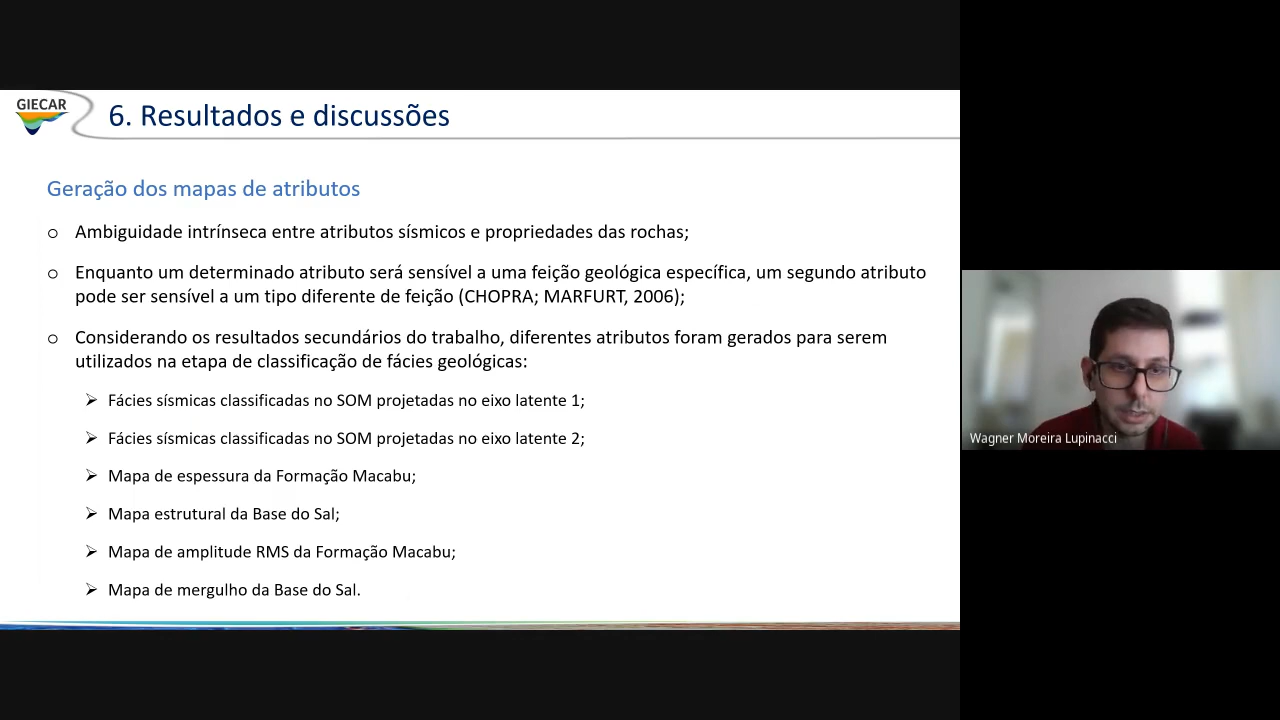 GIECAR
6. Resultados e discussões
Geração dos mapas de atributos
o Ambiguidade intrínseca entre atributos sísmicos e propriedades das rochas;
o Enquanto um determinado atributo será sensível a uma feição geológica específica, um segundo atributo
pode ser sensível a um tipo diferente de feição (CHOPRA; MARFURT, 2006);
o Considerando os resultados secundários do trabalho, diferentes atributos foram gerados para serem
utilizados na etapa de classificação de fácies geológicas:
➢ Fácies sísmicas classificadas no SOM projetadas no eixo latente 1;
➢ Fácies sísmicas classificadas no SOM projetadas no eixo latente 2;
➢ Mapa de espessura da Formação Macabu;
➢ Mapa estrutural da Base do Sal;
➢ Mapa de amplitude RMS da Formação Macabu;
➢ Mapa de mergulho da Base do Sal.
Wagner Moreira Lupinacci